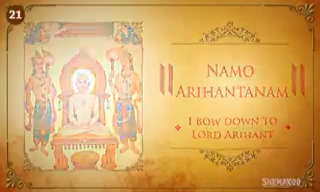 21
NAMO
ARIHANTANAM
I BOW DOWN TO
LORD ARIHANT
SHEMAROO